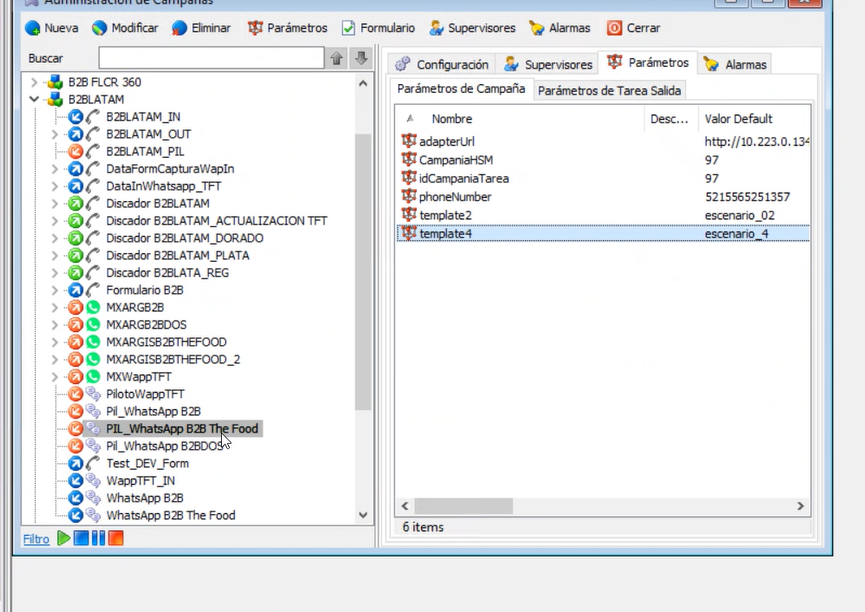 Administración de Campañas
Nueva Modificar Eliminar Parámetros Formulario Supervisores Alarmas Cerrar
Buscar
B2B FLCR 360
B2BLATAM
B2BLATAM_IN
B2BLATAM_OUT
B2BLATAM_PIL
DataFormCapturaWapIn
DataInWhatsapp_TFT
Discador B2BLATAM
Discador B2BLATAM_ACTUALIZACION TFT
Discador B2BLATAM_DORADO
Discador B2BLATAM_PLATA
Discador B2BLATA_REG
Formulario B2B
MXARGB2B
MXARGB2BDOS
MXARGISB2BTHEFOOD
MXARGISB2BTHEFOOD_2
MXWappTFT
PilotoWappTFT
Pil_WhatsApp B2B
PIL_WhatsApp B2B The Food
Pil_WhatsApp B2BDOS
Test_DEV_Form
WappTFT_IN
WhatsApp B2B
WhatsApp B2B The Food
Filtro
Configuración Supervisores Parámetros Alarmas
Parámetros de Campaña Parámetros de Tarea Salida
Nombre Desc... Valor Default
adapterUrl http://10.223.0.134
CampaniaHSM 97
idCampaniaTarea 97
phoneNumber 5215565251357
template2 escenario_02
template4 escenario_4
6 items